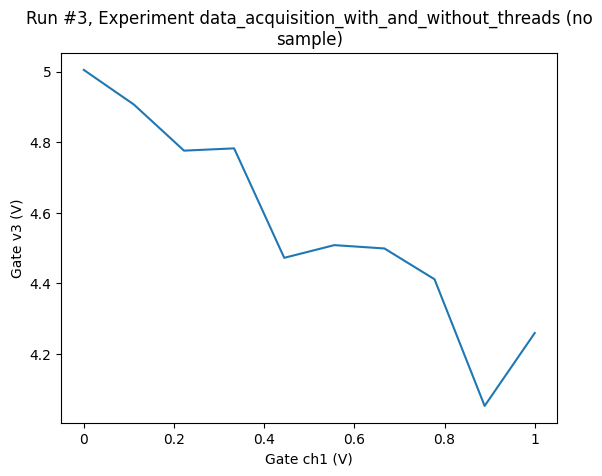 Run #3, Experiment data_acquisition_with_and_without_threads (no
sample)
5
4.8
4.6
4.4
4.2
Gate v3 (V)
0
0.2
0.4
0.6
0.8
1
Gate ch1 (V)